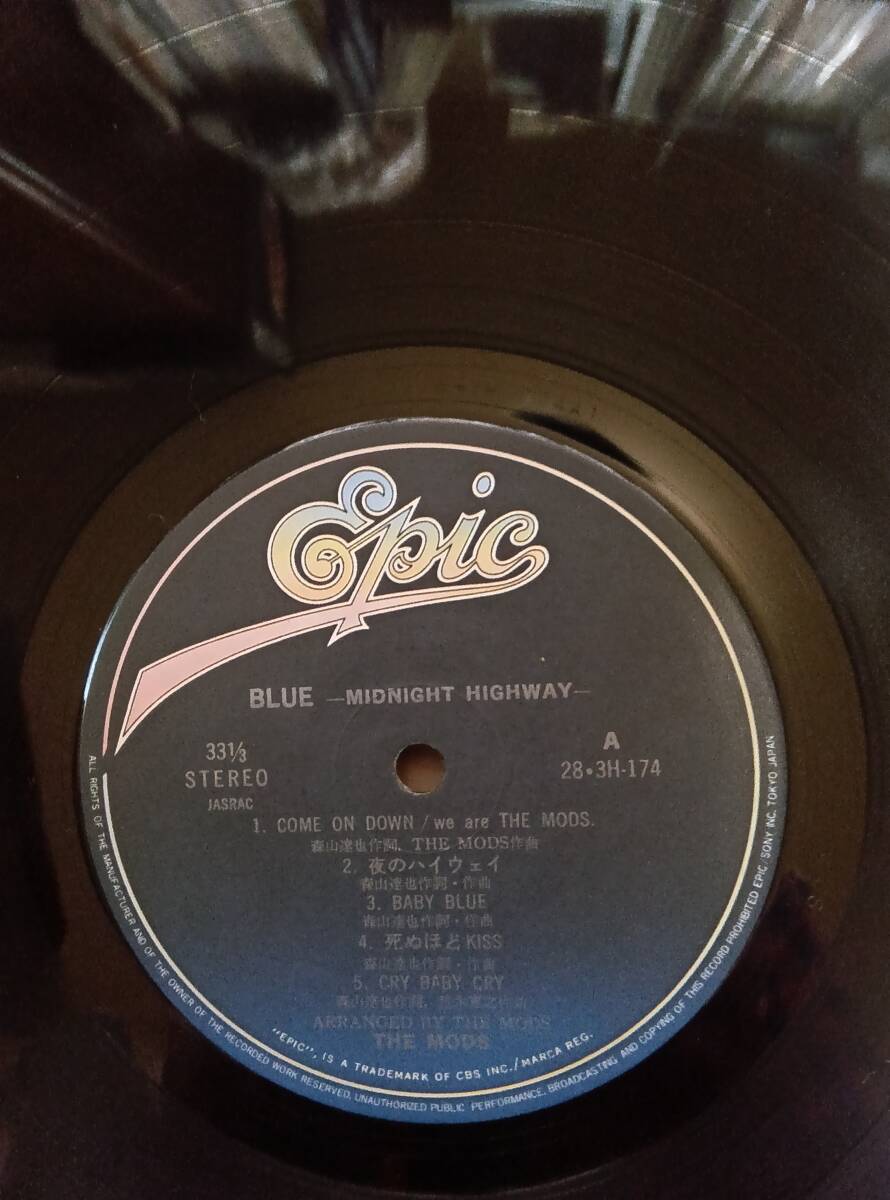 Epic
BLUE —MIDNIGHT HIGHWAY—
33⅓
STEREO
JASRAC
A
28•3H-174
1. COME ON DOWN / we are THE MODS.
森山達也作詞, THE MODS作曲
2. 夜のハイウェイ
森山達也作詞・作曲
3. BABY BLUE
森山達也作詞・作曲
4. 死ぬほどKISS
森山達也作詞・作曲
5. CRY BABY CRY
森山達也作詞,
ARRANGED BY THE MODS
THE MODS
"EPIC", IS A TRADEMARK OF CBS INC./MARCA REG.
ALL RIGHTS OF THE MANUFACTURER AND OF THE OWNER OF THE RECORDED WORK RESERVED. UNAUTHORIZED PUBLIC PERFORMANCE, BROADCASTING AND COPYING OF THIS RECORD PROHIBITED EPIC/SONY INC. TOKYO JAPAN